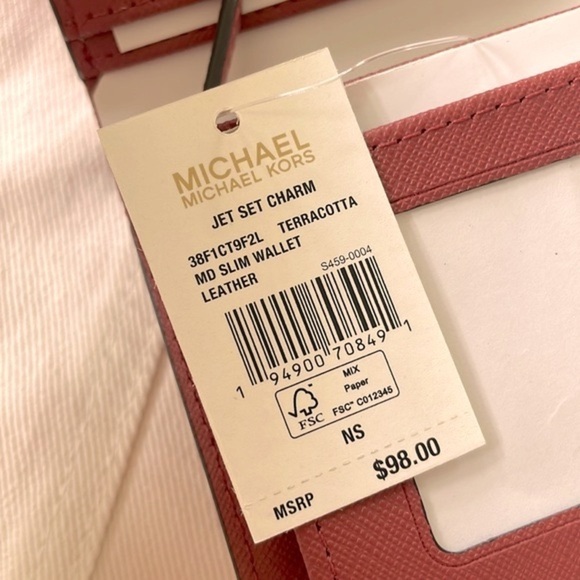 MICHAEL
MICHAEL KORS
JET SET CHARM
38F1CT9F2L TERRACOTTA
MD SLIM WALLET
LEATHER
S459-0004
1 94900 70849 1
FSC
MIX
Paper
FSC™ C012345
NS
MSRP $98.00